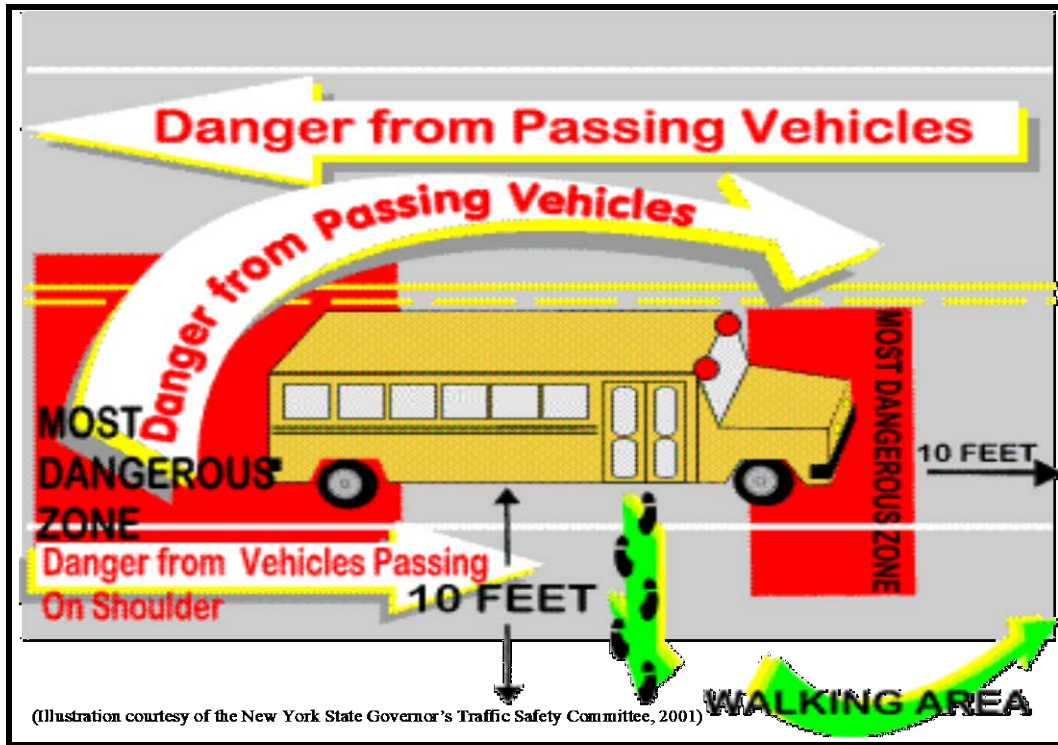 Danger from Passing Vehicles
Danger from Passing Vehicles
MOST
DANGEROUS
ZONE
MOST DANGEROUS ZONE
10 FEET
Danger from Vehicles Passing
On Shoulder
10 FEET
WALKING AREA
(Illustration courtesy of the New York State Governor's Traffic Safety Committee, 2001)